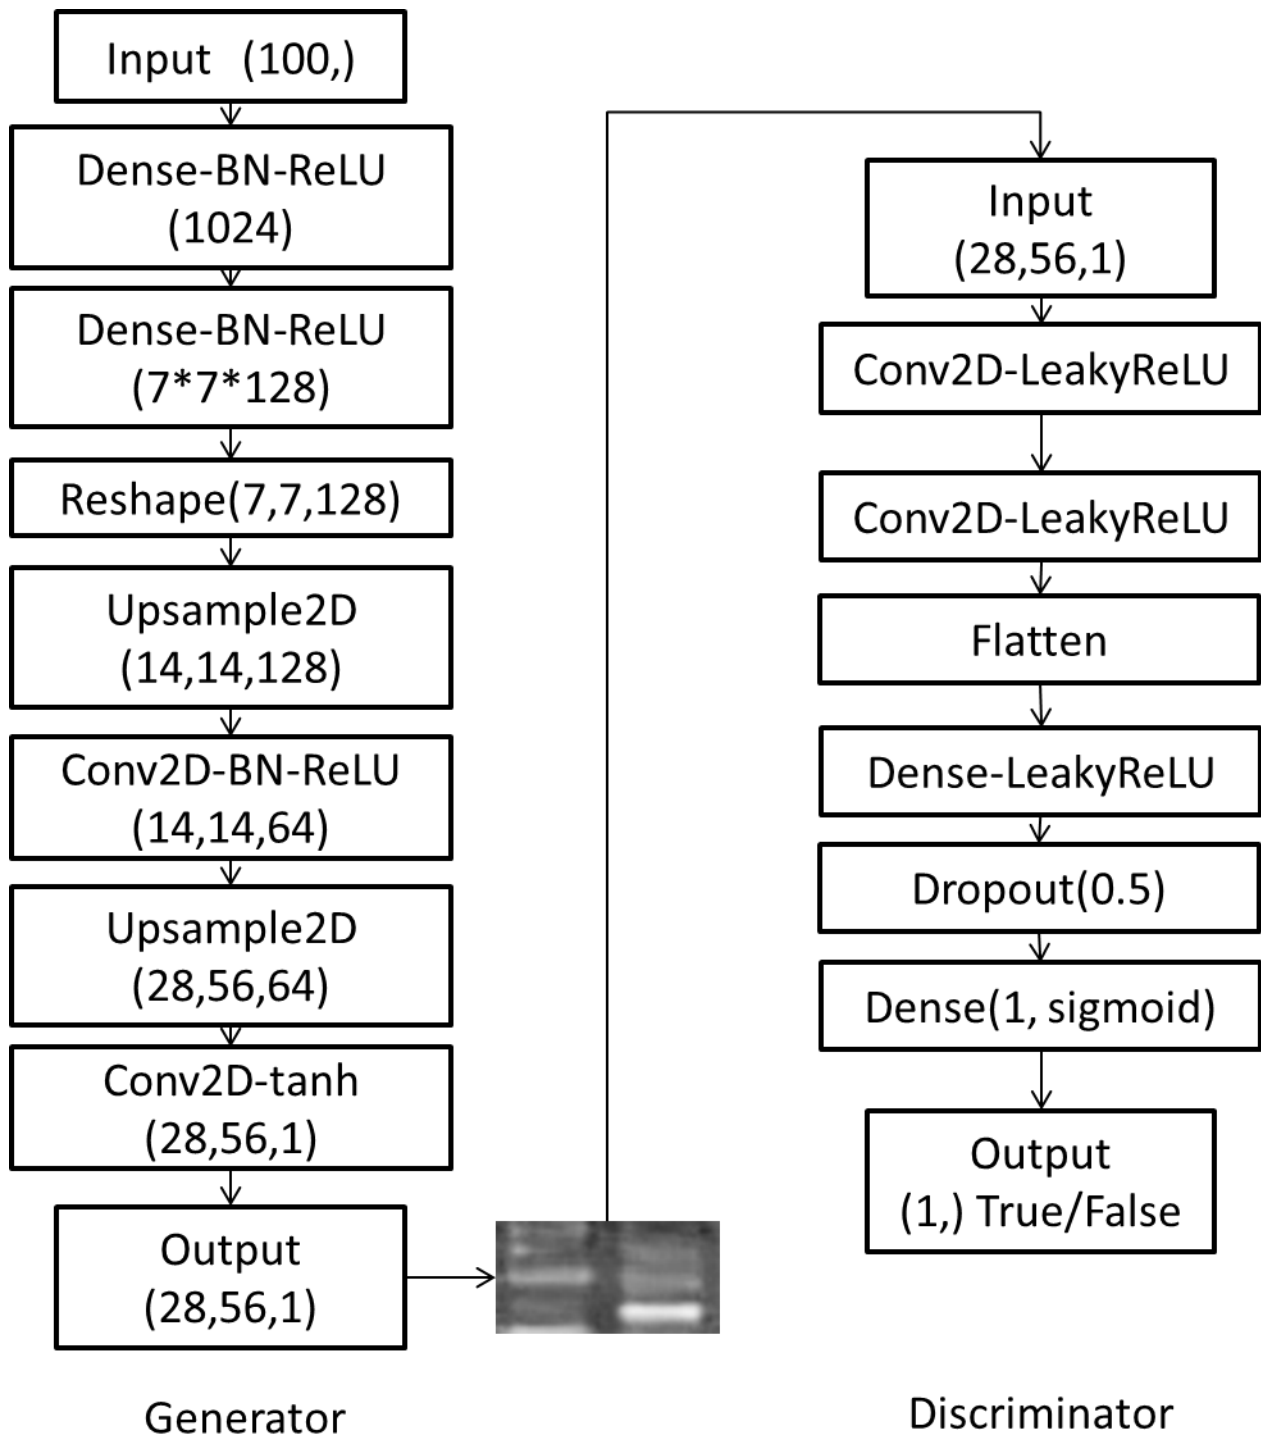 Input (100,)
Dense-BN-ReLU
(1024)
Dense-BN-ReLU
(7*7*128)
Reshape(7,7,128)
Upsample2D
(14,14,128)
Conv2D-BN-ReLU
(14,14,64)
Upsample2D
(28,56,64)
Conv2D-tanh
(28,56,1)
Output
(28,56,1)
Generator
Input
(28,56,1)
Conv2D-LeakyReLU
Conv2D-LeakyReLU
Flatten
Dense-LeakyReLU
Dropout(0.5)
Dense(1, sigmoid)
Output
(1,) True/False
Discriminator